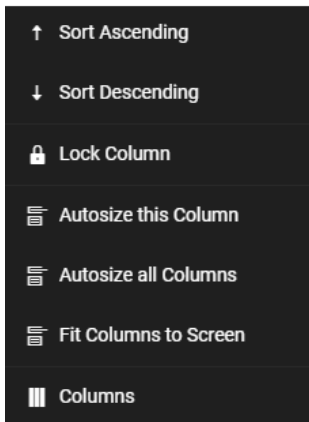 Sort Ascending
Sort Descending
Lock Column
Autosize this Column
Autosize all Columns
Fit Columns to Screen
Columns